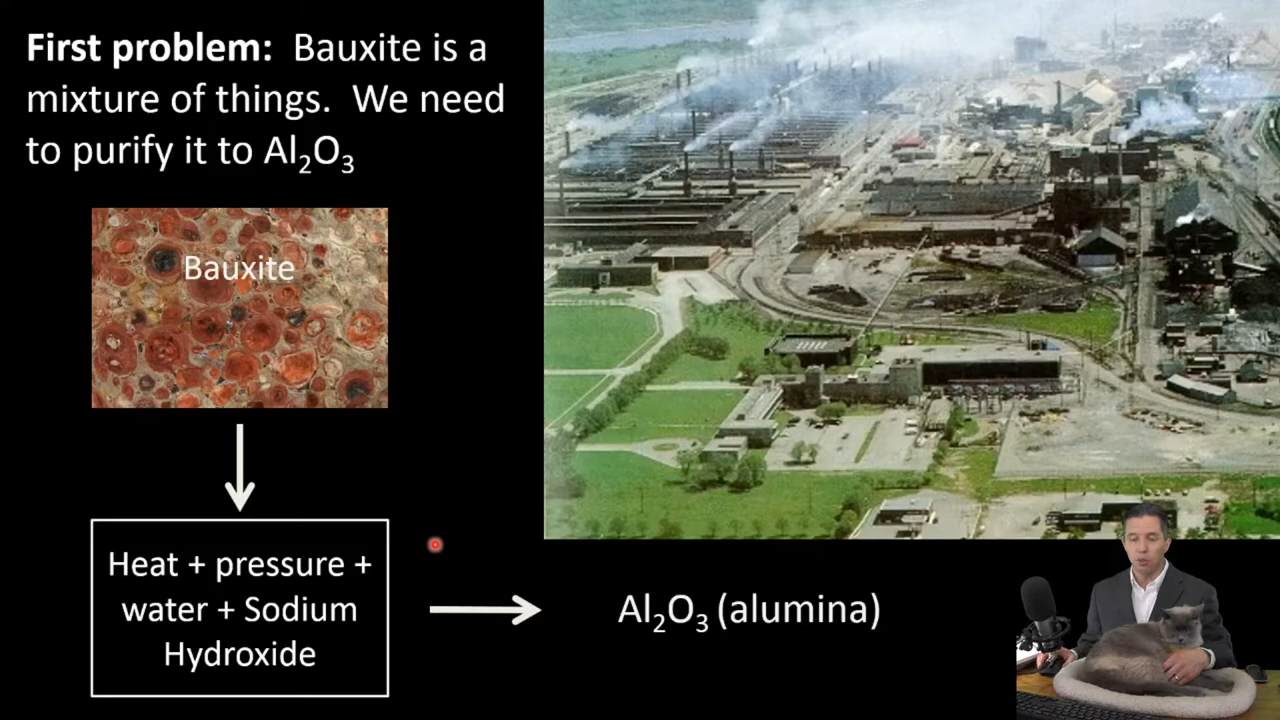 First problem: Bauxite is a
mixture of things. We need
to purify it to Al₂O₃
Bauxite
Heat + pressure +
water + Sodium
Hydroxide
Al₂O₃ (alumina)